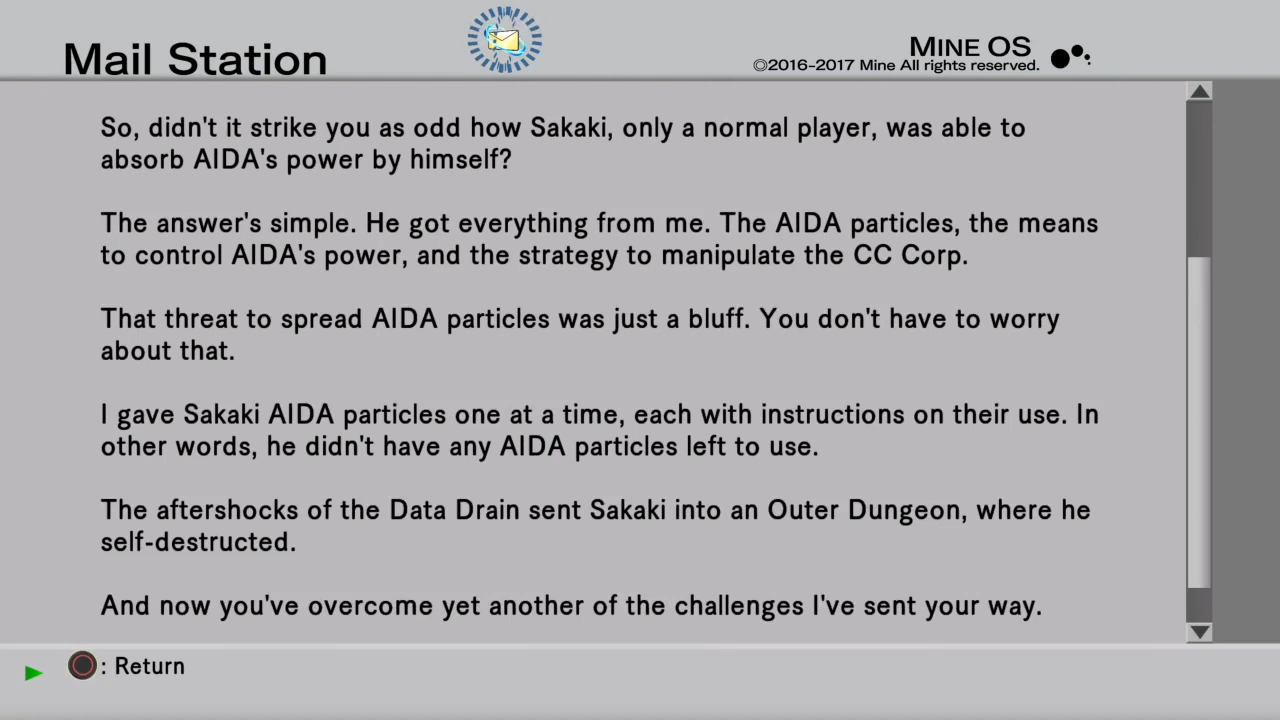 Mail Station
MINE OS
©2016-2017 Mine All rights reserved.
So, didn't it strike you as odd how Sakaki, only a normal player, was able to
absorb AIDA's power by himself?
The answer's simple. He got everything from me. The AIDA particles, the means
to control AIDA's power, and the strategy to manipulate the CC Corp.
That threat to spread AIDA particles was just a bluff. You don't have to worry
about that.
I gave Sakaki AIDA particles one at a time, each with instructions on their use. In
other words, he didn't have any AIDA particles left to use.
The aftershocks of the Data Drain sent Sakaki into an Outer Dungeon, where he
self-destructed.
And now you've overcome yet another of the challenges I've sent your way.
: Return